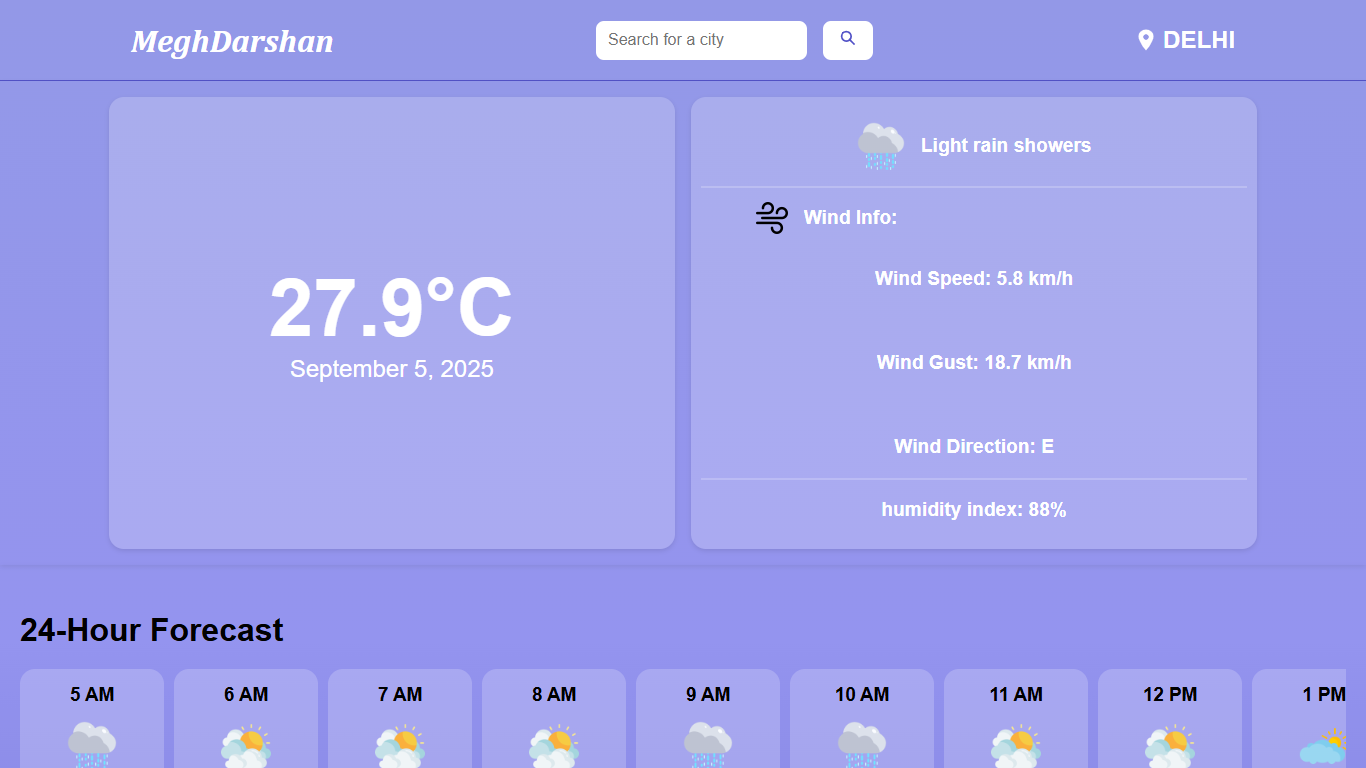 MeghDarshan
Search for a city
DELHI
27.9°C
September 5, 2025
Light rain showers
Wind Info:
Wind Speed: 5.8 km/h
Wind Gust: 18.7 km/h
Wind Direction: E
humidity index: 88%
24-Hour Forecast
5 AM
6 AM
7 AM
8 AM
9 AM
10 AM
11 AM
12 PM
1 PM